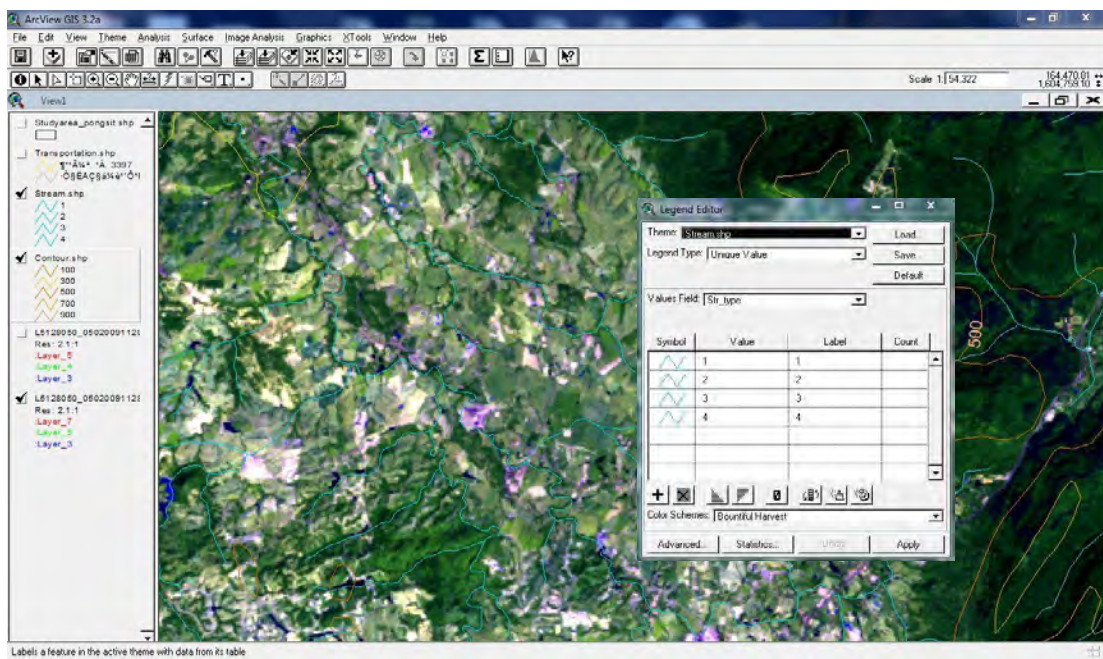 ArcView GIS 3.2a
File Edit View Theme Analysis Surface Image Analysis Graphics XTools Window Help
Scale 1: 54,322
164,470.81
1,604,759.10
View1
Studyarea_pongsit.shp
Transportation.shp
Stream.shp
1
2
3
4
Contour.shp
100
300
500
700
900
Res: 2.1:1
:Layer_5
:Layer_4
:Layer_3
Res: 2.1:1
:Layer_7
:Layer_5
:Layer_3
500
Legend Editor
Theme: Stream.shp Load...
Legend Type: Unique Value Save...
Default
Values Field: Str_type
Symbol Value Label Count
1 1
2 2
3 3
4 4
Color Schemes: Bountiful Harvest
Advanced... Statistics... Undo Apply
Labels a feature in the active theme with data from its table